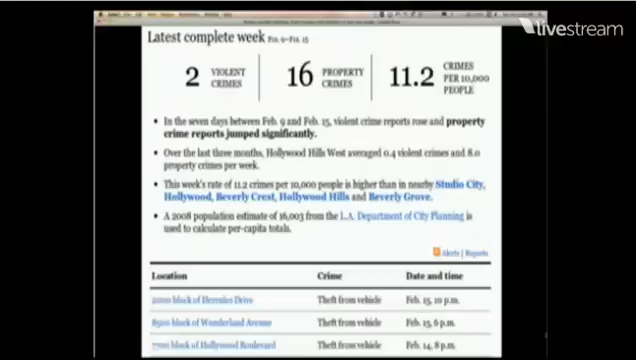 livestream
Latest complete week FEB. 9–FEB. 15
2 VIOLENT CRIMES
16 PROPERTY CRIMES
11.2 CRIMES PER 10,000 PEOPLE
• In the seven days between Feb. 9 and Feb. 15, violent crime reports rose and property
crime reports jumped significantly.
• Over the last three months, Hollywood Hills West averaged 0.4 violent crimes and 8.0
property crimes per week.
• This week's rate of 11.2 crimes per 10,000 people is higher than in nearby Studio City,
Hollywood, Beverly Crest, Hollywood Hills and Beverly Grove.
• A 2008 population estimate of 16,003 from the L.A. Department of City Planning is
used to calculate per-capita totals.
Alerts | Reports
Location Crime Date and time
2100 block of Hercules Drive Theft from vehicle Feb. 15, 10 p.m.
8500 block of Wonderland Avenue Theft from vehicle Feb. 15, 6 p.m.
7700 block of Hollywood Boulevard Theft from vehicle Feb. 14, 8 p.m.